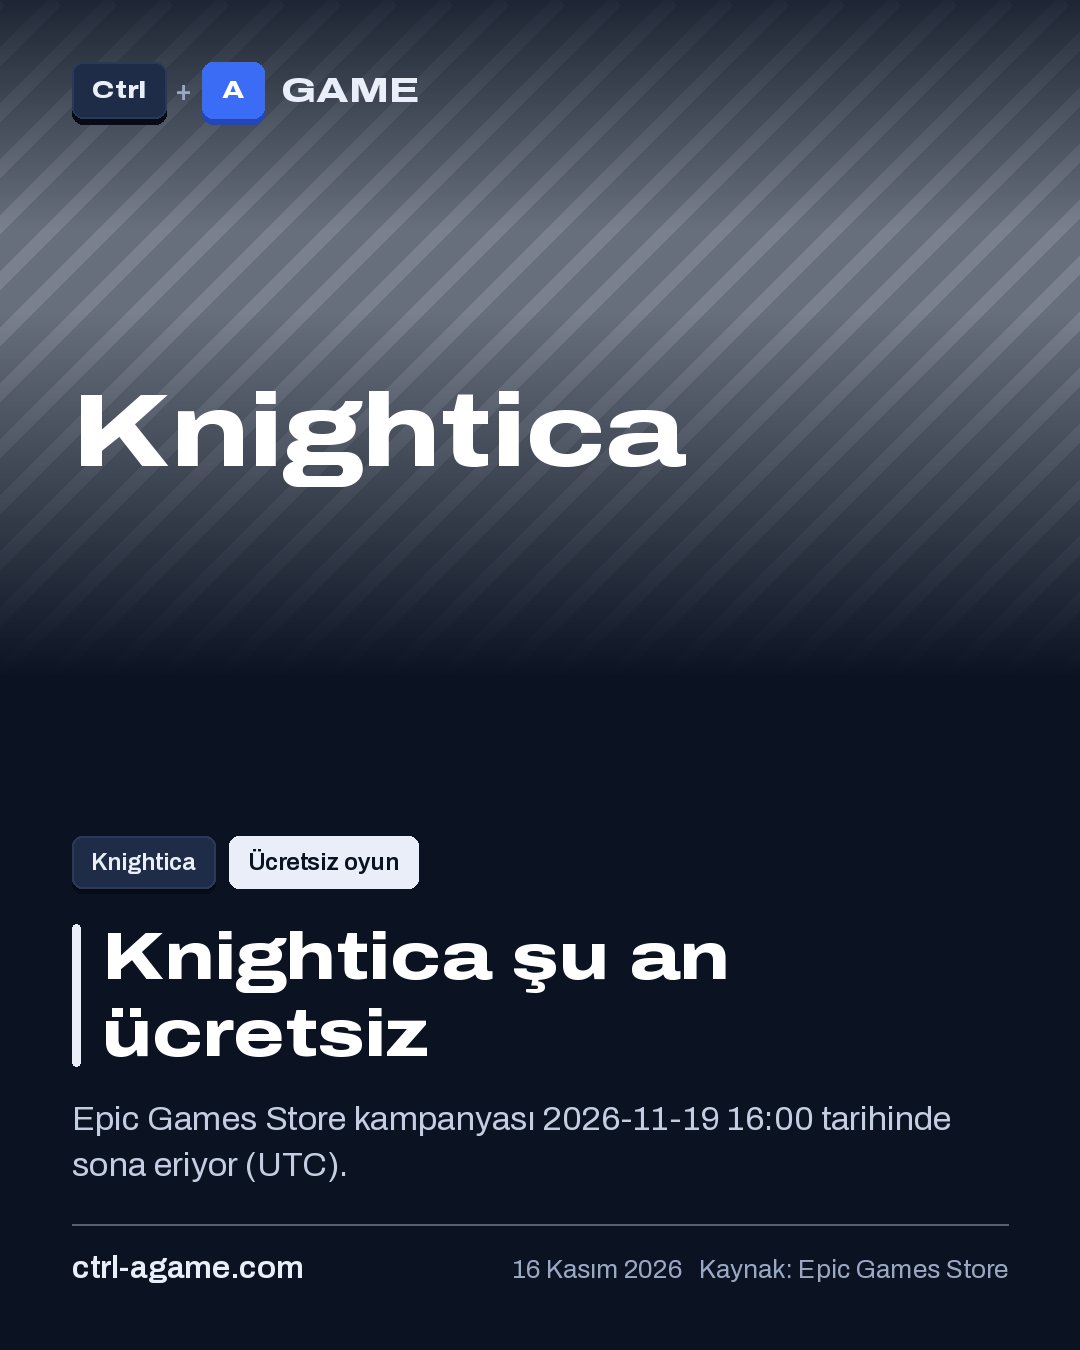 Ctrl + A GAME
Knightica
Knightica Ücretsiz oyun
Knightica şu an
ücretsiz
Epic Games Store kampanyası 2026-11-19 16:00 tarihinde
sona eriyor (UTC).
ctrl-agame.com 16 Kasım 2026 Kaynak: Epic Games Store